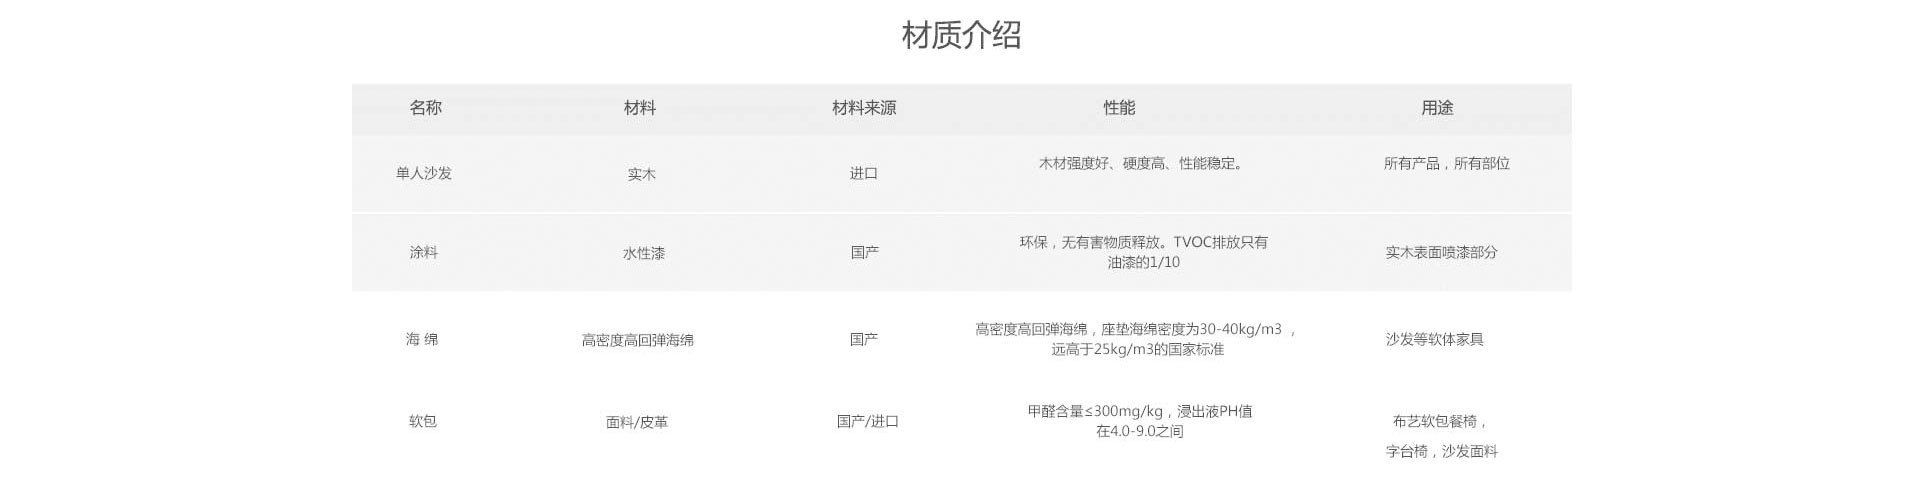 材质介绍
名称 材料 材料来源 性能 用途
单人沙发 实木 进口 木材强度好、硬度高、性能稳定。 所有产品，所有部位
涂料 水性漆 国产 环保，无有害物质释放。TVOC排放只有 实木表面喷漆部分
油漆的1/10
海 绵 高密度高回弹海绵 国产 高密度高回弹海绵，座垫海绵密度为30-40kg/m3 ， 沙发等软体家具
远高于25kg/m3的国家标准
软包 面料/皮革 国产/进口 甲醛含量≤300mg/kg，浸出液PH值 布艺软包餐椅，
在4.0-9.0之间
字台椅，沙发面料